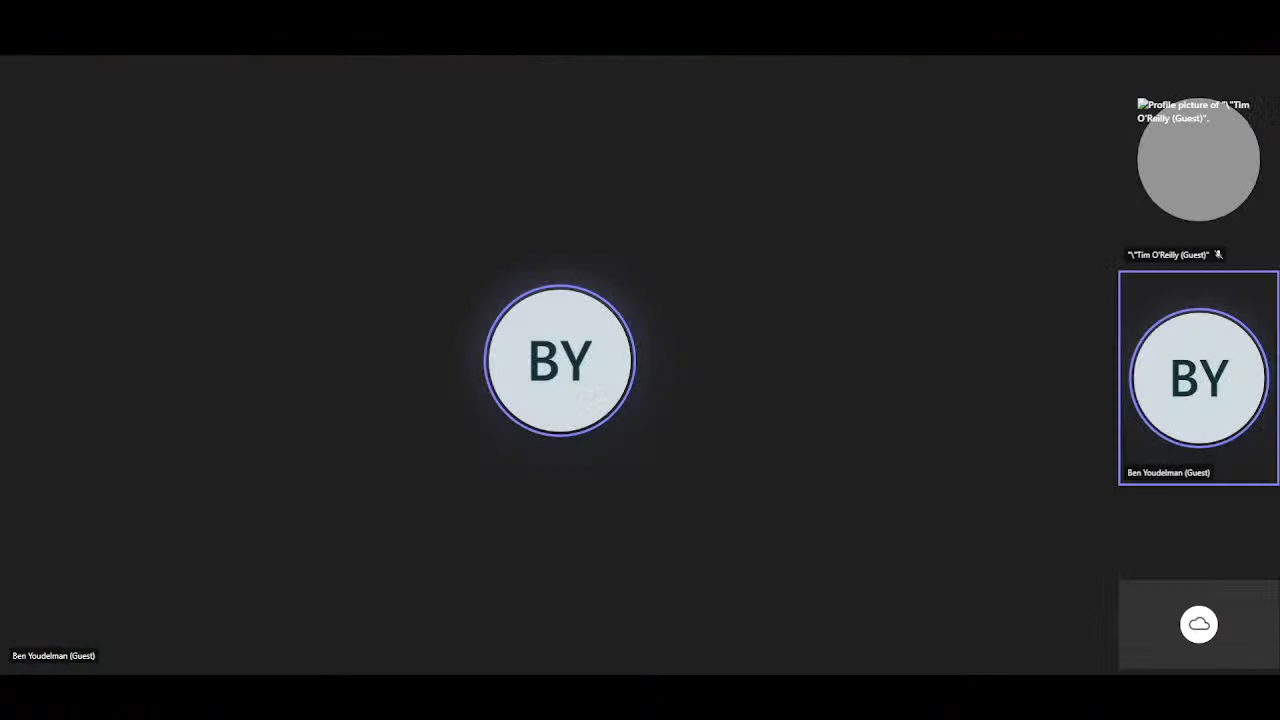 Profile picture of "\"Tim
O'Reilly (Guest)".
"\"Tim O'Reilly (Guest)"
BY
BY
Ben Youdelman (Guest)
Ben Youdelman (Guest)